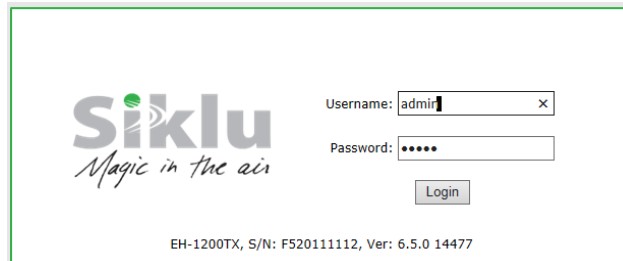 Siklu
Magic in the air
Username: admin
Password: •••••
Login
EH-1200TX, S/N: F520111112, Ver: 6.5.0 14477